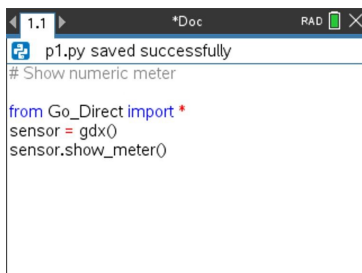 1.1
*Doc
RAD
p1.py saved successfully
# Show numeric meter
from Go_Direct import *
sensor = gdx()
sensor.show_meter()